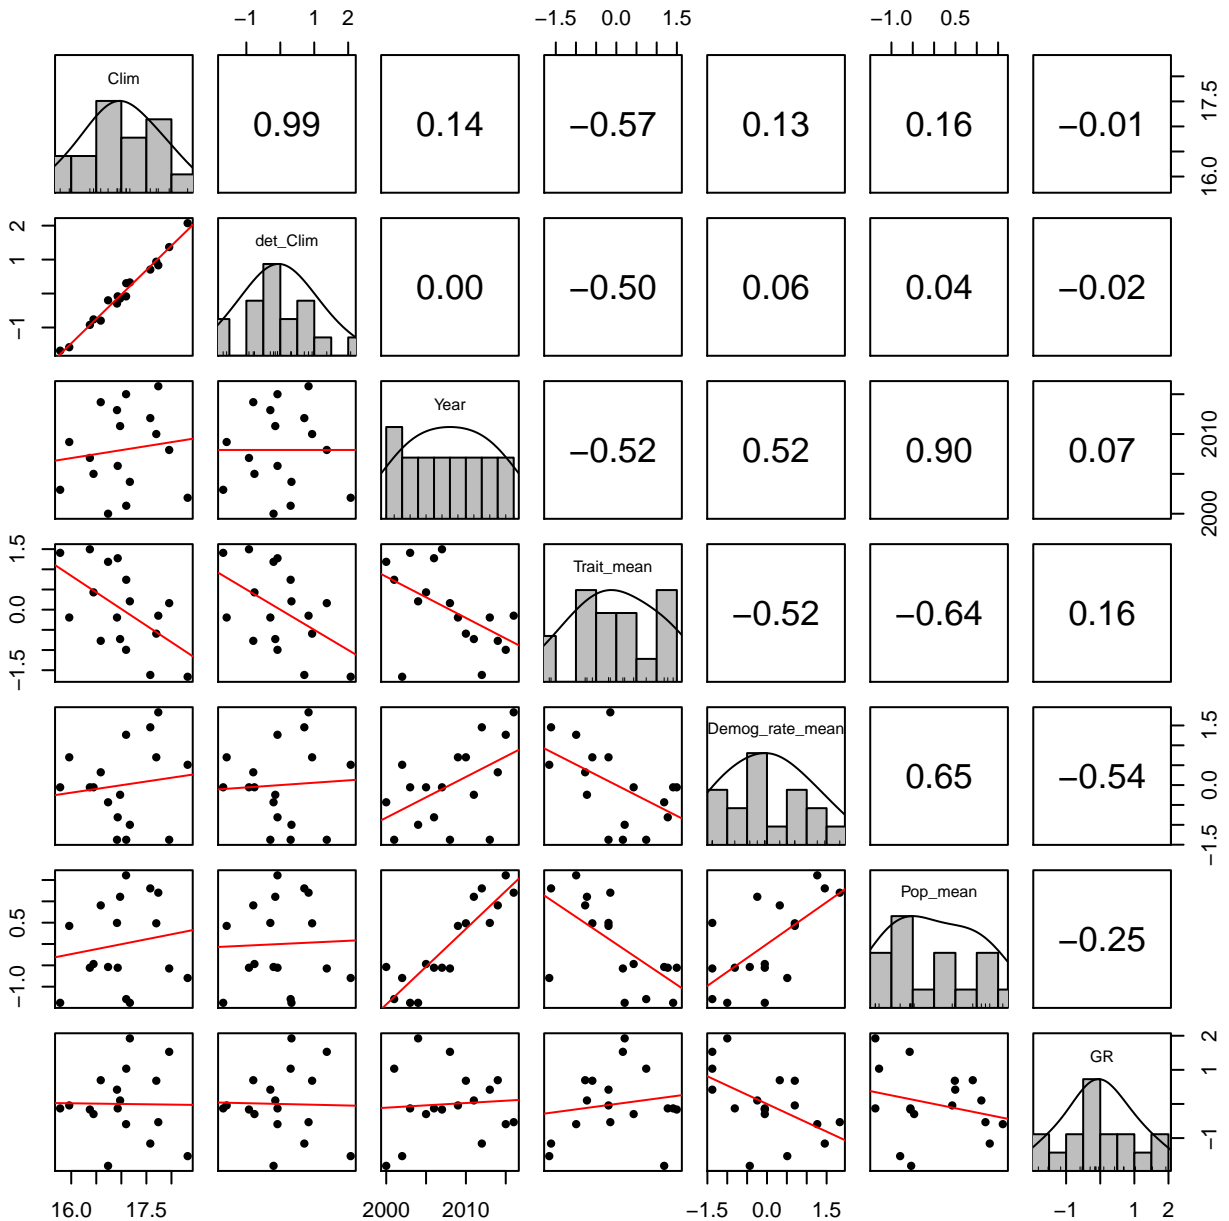 −1 1 2 −1.5 0.0 1.5 −1.0 0.5
Clim 0.99 0.14 −0.57 0.13 0.16 −0.01 16.0 17.5
−1 1 2 det_Clim 0.00 −0.50 0.06 0.04 −0.02
Year −0.52 0.52 0.90 0.07 2000 2010
−1.5 0.0 1.5 Trait_mean −0.52 −0.64 0.16
Demog_rate_mean 0.65 −0.54 −1.5 0.0 1.5
−1.0 0.5 Pop_mean −0.25
GR −1 1 2
16.0 17.5 2000 2010 −1.5 0.0 −1 1 2